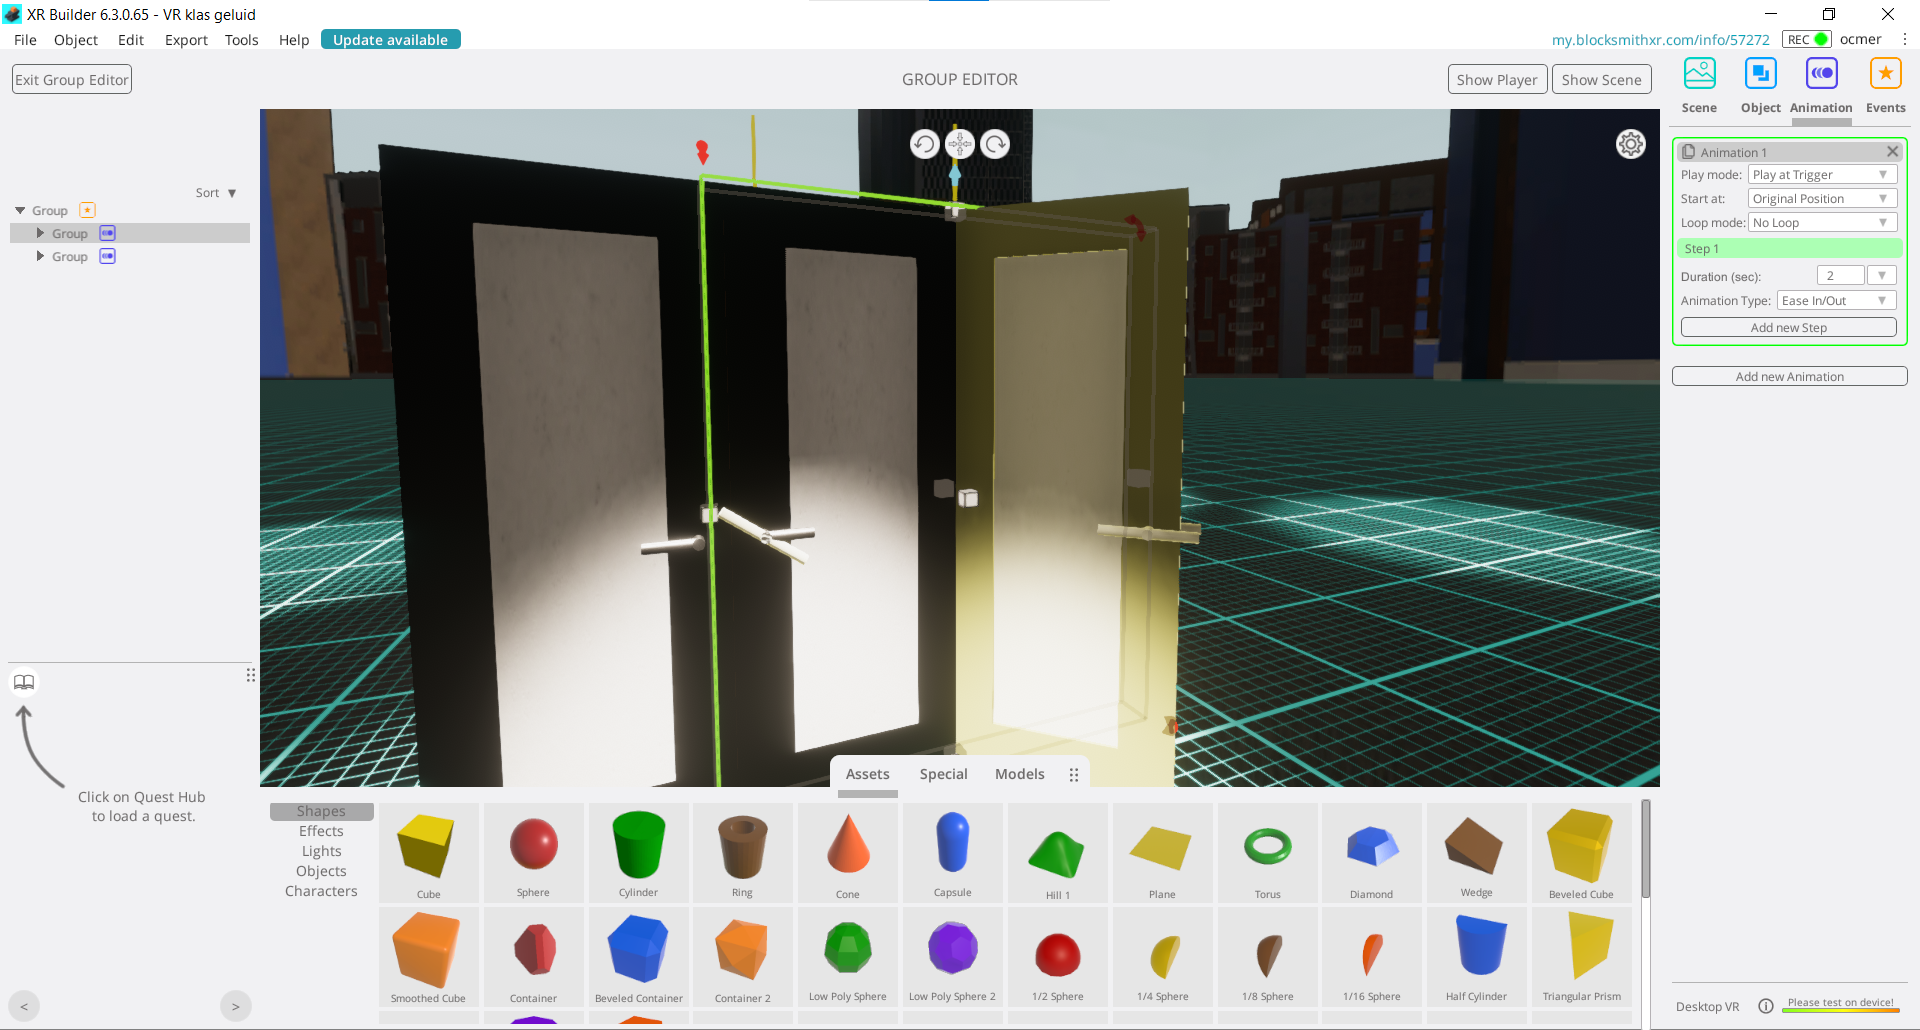 XR Builder 6.3.0.65 - VR klas geluid
File Object Edit Export Tools Help Update available
my.blocksmithxr.com/info/57272 REC ocmer
Exit Group Editor
GROUP EDITOR
Show Player Show Scene
Scene Object Animation Events
Sort
Group
Group
Group
Animation 1
Play mode: Play at Trigger
Start at: Original Position
Loop mode: No Loop
Step 1
Duration (sec): 2
Animation Type: Ease In/Out
Add new Step
Add new Animation
Click on Quest Hub
to load a quest.
< >
Assets Special Models
Shapes
Effects
Lights
Objects
Characters
Cube Sphere Cylinder Ring Cone Capsule Hill 1 Plane Torus Diamond Wedge Beveled Cube
Smoothed Cube Container Beveled Container Container 2 Low Poly Sphere Low Poly Sphere 2 1/2 Sphere 1/4 Sphere 1/8 Sphere 1/16 Sphere Half Cylinder Triangular Prism
Desktop VR Please test on device!